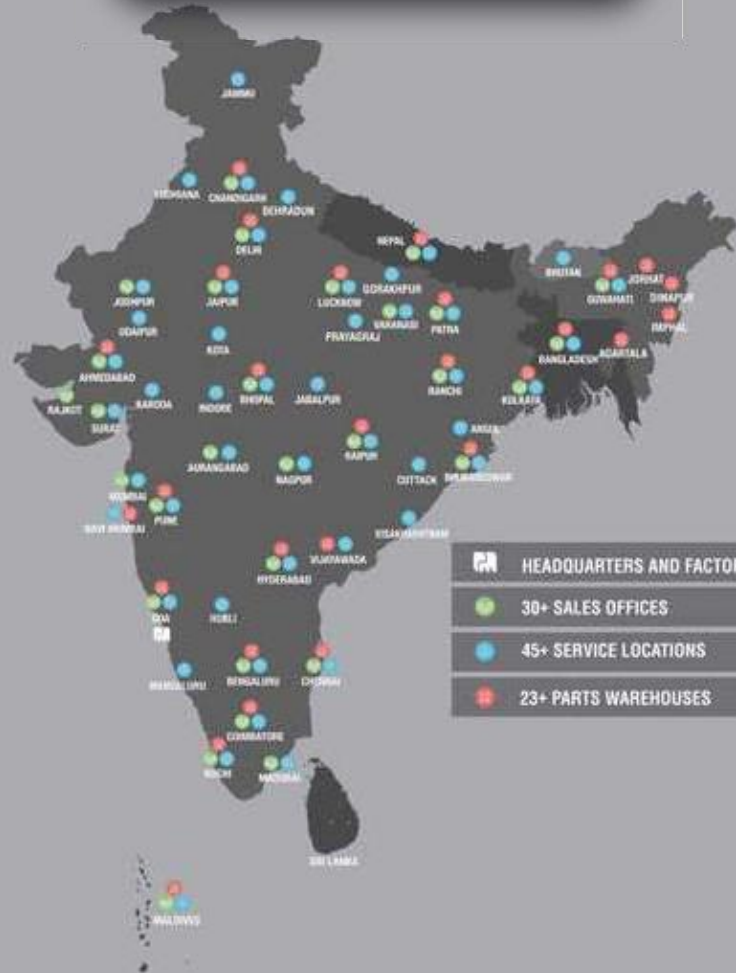 JAMMU
LUDHIANA
CHANDIGARH
DEHRADUN
DELHI
NEPAL
BHUTAN
JODHPUR
JAIPUR
LUCKNOW
GORAKHPUR
GUWAHATI
JORHAT
DIMAPUR
UDAIPUR
KOTA
PRAYAGRAJ
VARANASI
PATNA
IMPHAL
AHMEDABAD
BANGLADESH
AGARTALA
RAJKOT
BARODA
INDORE
BHOPAL
JABALPUR
RANCHI
KOLKATA
SURAT
ANGUL
AURANGABAD
NAGPUR
RAIPUR
CUTTACK
BHUBANESWAR
MUMBAI
NAVI MUMBAI
PUNE
VISAKHAPATNAM
HYDERABAD
VIJAYAWADA
GOA
HUBLI
MANGALURU
BENGALURU
CHENNAI
COIMBATORE
KOCHI
MADURAI
SRI LANKA
MALDIVES
HEADQUARTERS AND FACTOR
30+ SALES OFFICES
45+ SERVICE LOCATIONS
23+ PARTS WAREHOUSES